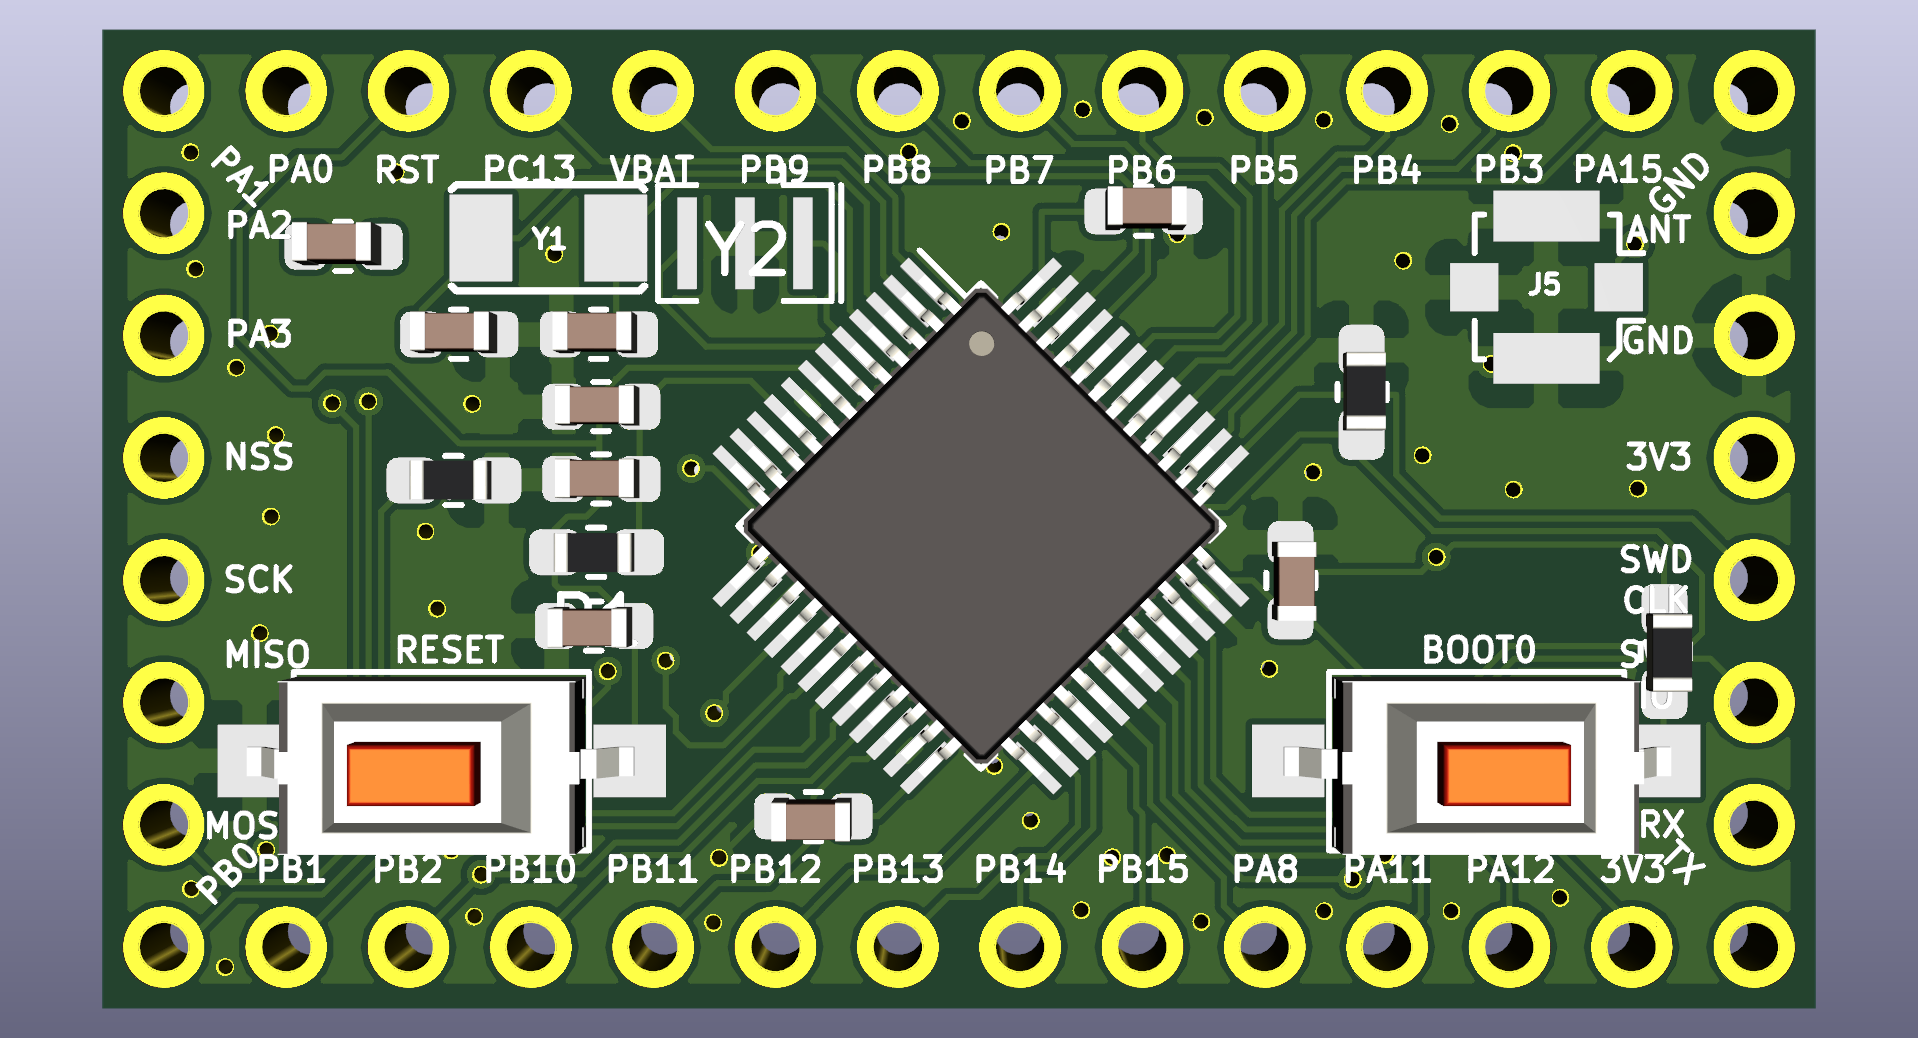 PA0 RST PC13 VBAT PB9 PB8 PB7 PB6 PB5 PB4 PB3 PA15
PA1
GND
PA2
Y1
Y2
ANT
J5
PA3
GND
NSS
3V3
SCK
SWD
CLK
MISO
RESET
BOOT0
MOS
RX
TX
PB0
PB1 PB2 PB10 PB11 PB12 PB13 PB14 PB15 PA8 PA11 PA12 3V3